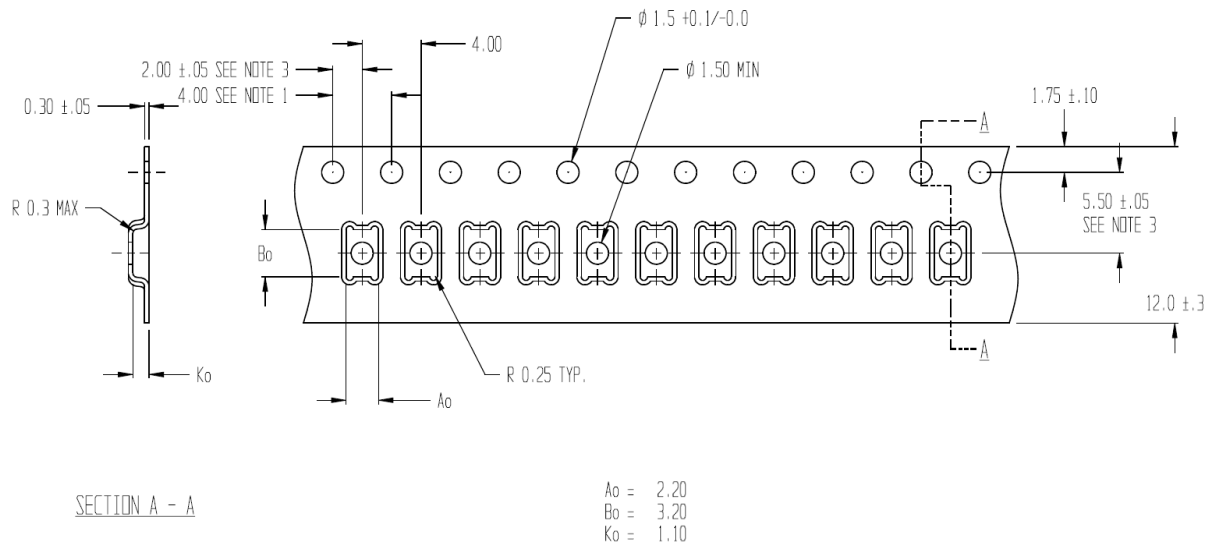 Ø 1.5 +0.1/-0.0
4.00
2.00 ±.05 SEE NOTE 3
Ø 1.50 MIN
4.00 SEE NOTE 1
0.30 ±.05
1.75 ±.10
A
R 0.3 MAX
5.50 ±.05
SEE NOTE 3
Bo
12.0 ±.3
A
Ko
R 0.25 TYP.
Ao
SECTION A - A
Ao = 2.20
Bo = 3.20
Ko = 1.10